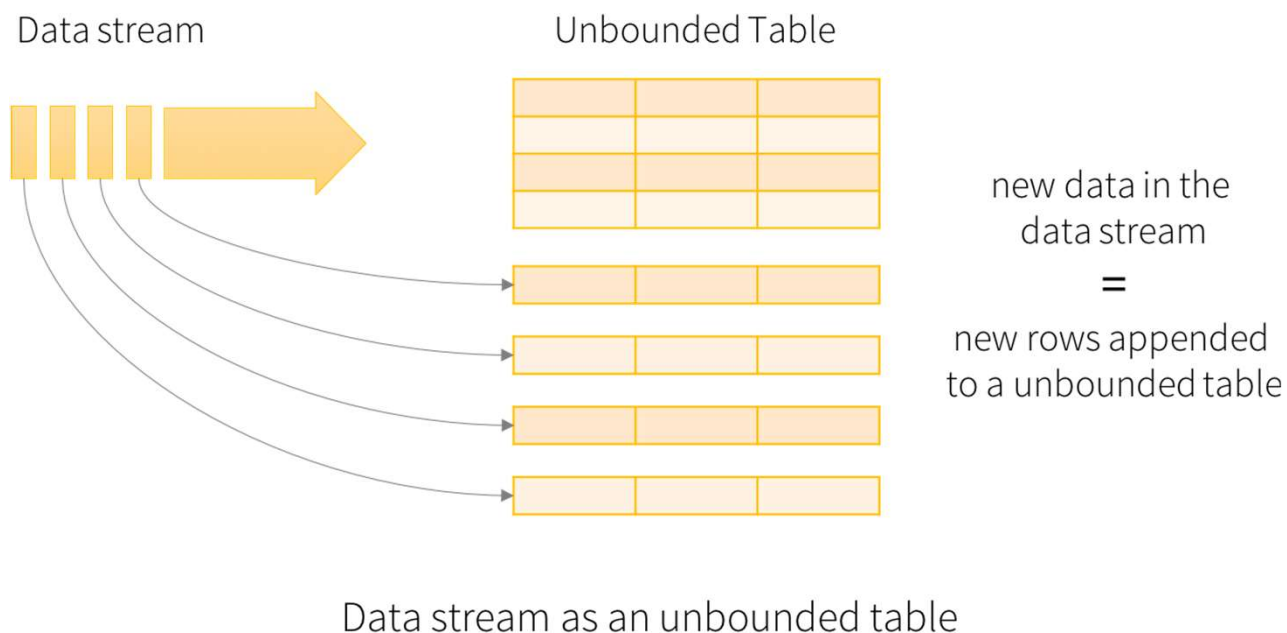 Data stream
Unbounded Table
new data in the
data stream
=
new rows appended
to a unbounded table
Data stream as an unbounded table